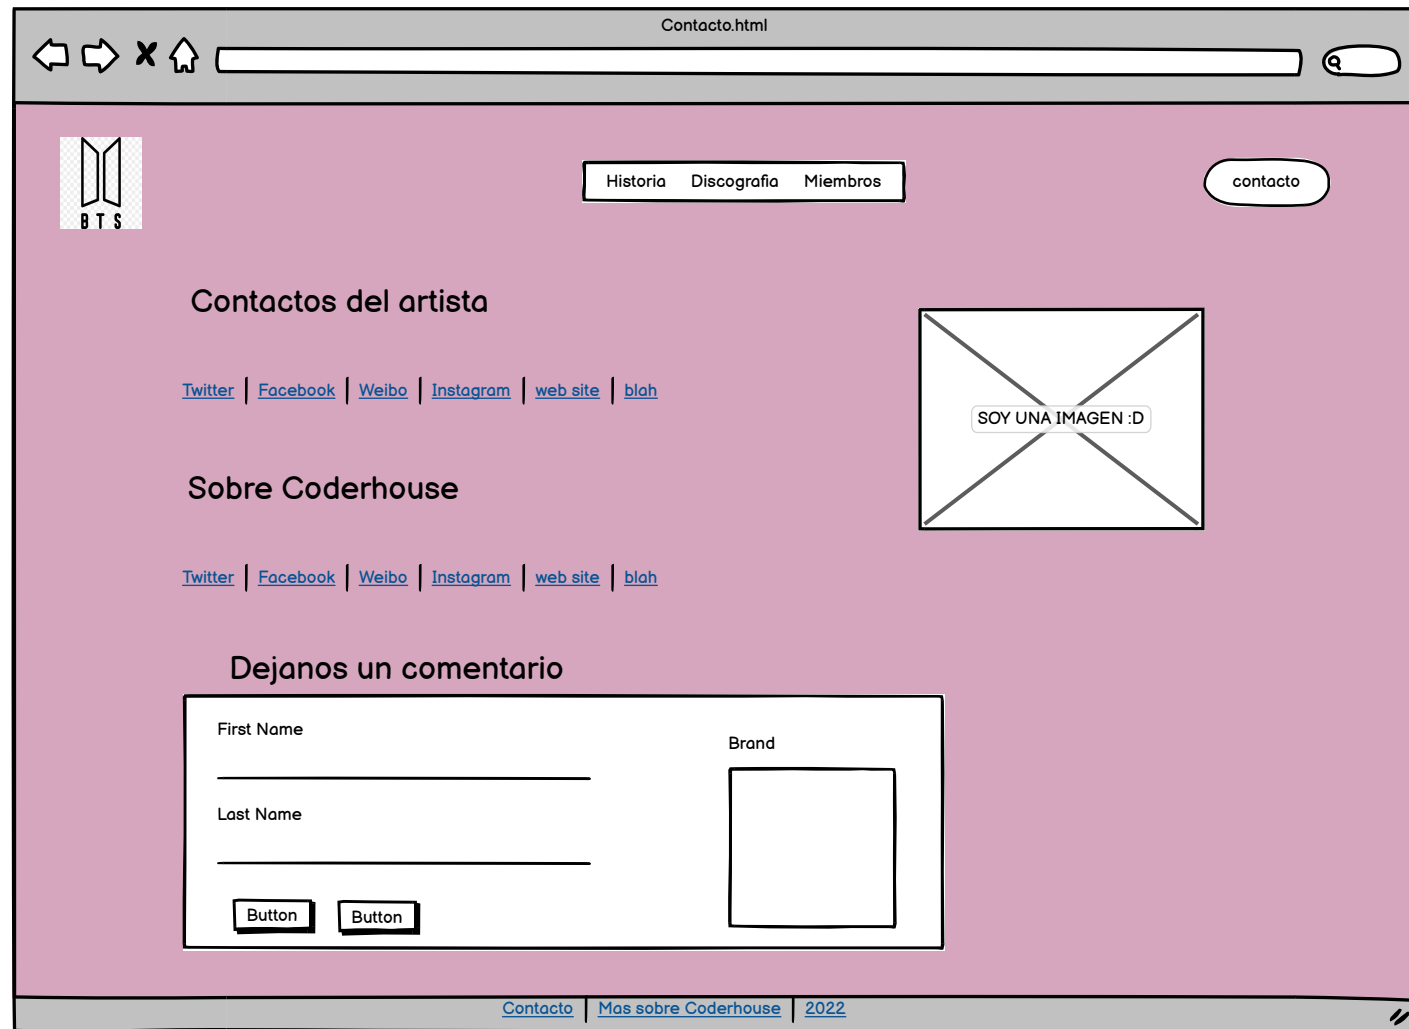 Contacto.html
BTS
Historia Discografia Miembros
contacto
Contactos del artista
Twitter Facebook Weibo Instagram web site blah
SOY UNA IMAGEN :D
Sobre Coderhouse
Twitter Facebook Weibo Instagram web site blah
Dejanos un comentario
First Name
Brand
Last Name
Button Button
Contacto Mas sobre Coderhouse 2022